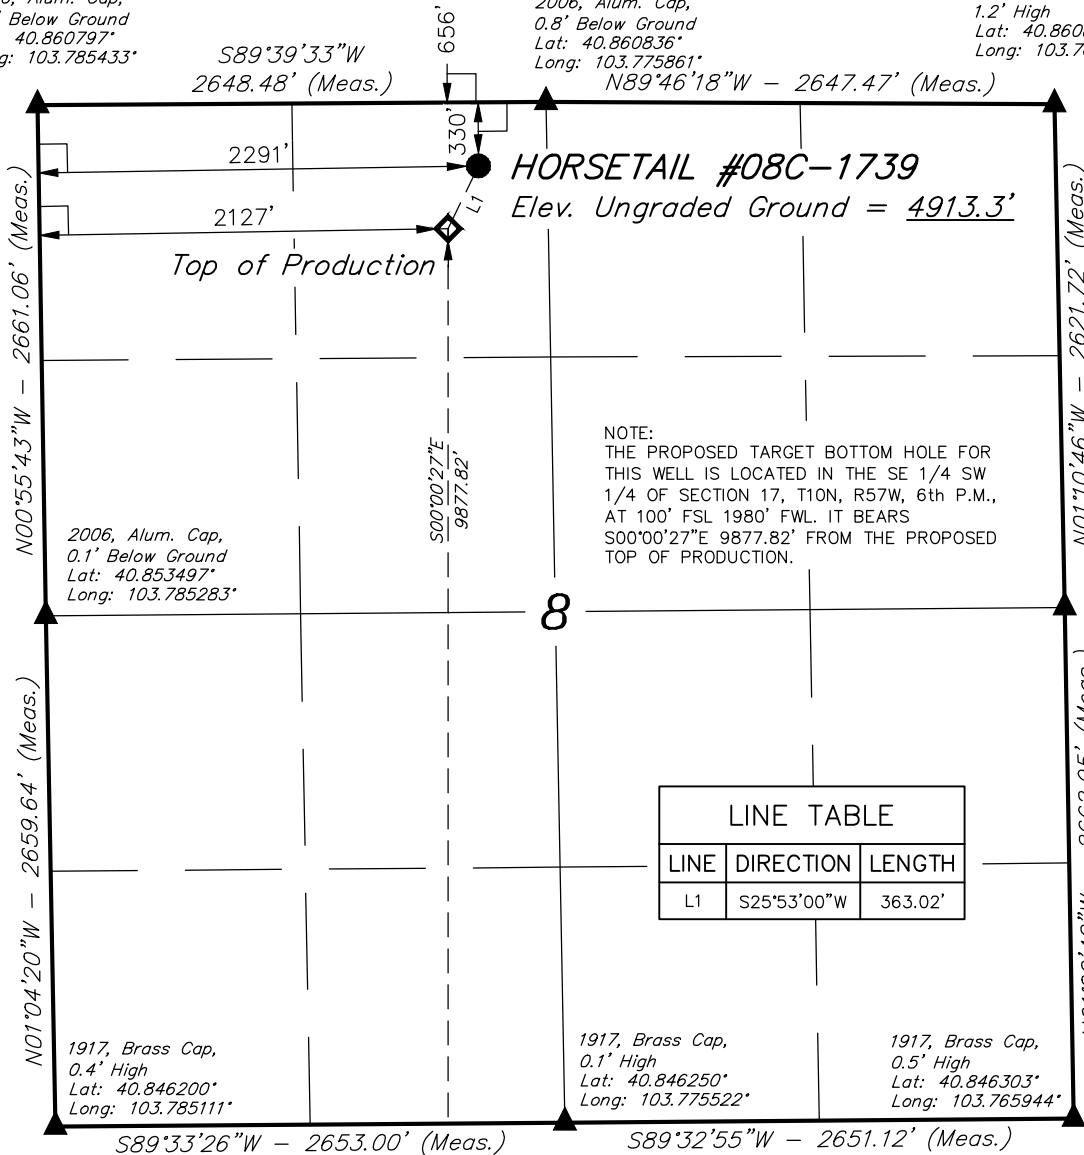 Below Ground
40.860797°
103.785433°
S89°39'33"W
2648.48' (Meas.)
656'
2006, Alum. Cap,
0.8' Below Ground
Lat: 40.860836°
Long: 103.775861°
N89°46'18"W – 2647.47' (Meas.)
1.2' High
Lat:
Long:
330'
2291'
HORSETAIL #08C-1739
Elev. Ungraded Ground = 4913.3'
L1
2127'
Top of Production
N00°55'43"W – 2661.06' (Meas.)
N01°10'46"W – 2621.72' (Meas.)
S00°00'27"E
9877.82'
NOTE:
THE PROPOSED TARGET BOTTOM HOLE FOR
THIS WELL IS LOCATED IN THE SE 1/4 SW
1/4 OF SECTION 17, T10N, R57W, 6th P.M.,
AT 100' FSL 1980' FWL. IT BEARS
S00°00'27"E 9877.82' FROM THE PROPOSED
TOP OF PRODUCTION.
2006, Alum. Cap,
0.1' Below Ground
Lat: 40.853497°
Long: 103.785283°
8
N01°04'20"W – 2659.64' (Meas.)
LINE TABLE
LINE DIRECTION LENGTH
L1 S25°53'00"W 363.02'
1917, Brass Cap,
0.4' High
Lat: 40.846200°
Long: 103.785111°
1917, Brass Cap,
0.1' High
Lat: 40.846250°
Long: 103.775522°
1917, Brass Cap,
0.5' High
Lat: 40.846303°
Long: 103.765944°
S89°33'26"W – 2653.00' (Meas.)
S89°32'55"W – 2651.12' (Meas.)